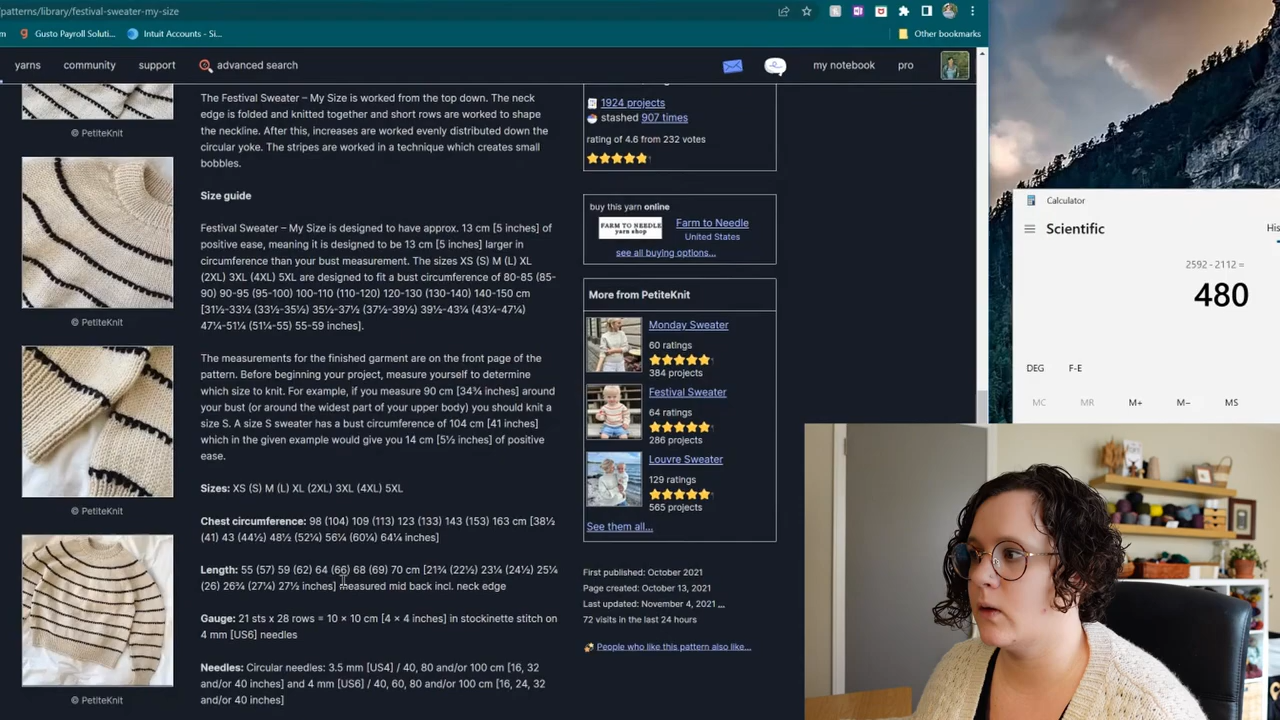 /patterns/library/festival-sweater-my-size
Gusto Payroll Soluti...
Intuit Accounts - Si...
Other bookmarks
yarns
community
support
advanced search
my notebook
pro
© PetiteKnit
© PetiteKnit
© PetiteKnit
© PetiteKnit
The Festival Sweater – My Size is worked from the top down. The neck
edge is folded and knitted together and short rows are worked to shape
the neckline. After this, increases are worked evenly distributed down the
circular yoke. The stripes are worked in a technique which creates small
bobbles.
Size guide
Festival Sweater – My Size is designed to have approx. 13 cm [5 inches] of
positive ease, meaning it is designed to be 13 cm [5 inches] larger in
circumference than your bust measurement. The sizes XS (S) M (L) XL
(2XL) 3XL (4XL) 5XL are designed to fit a bust circumference of 80-85 (85-
90) 90-95 (95-100) 100-110 (110-120) 120-130 (130-140) 140-150 cm
[31½-33½ (33½-35½) 35½-37½ (37½-39½) 39½-43¼ (43¼-47¼)
47¼-51¼ (51¼-55) 55-59 inches].
The measurements for the finished garment are on the front page of the
pattern. Before beginning your project, measure yourself to determine
which size to knit. For example, if you measure 90 cm [34¾ inches] around
your bust (or around the widest part of your upper body) you should knit a
size S. A size S sweater has a bust circumference of 104 cm [41 inches]
which in the given example would give you 14 cm [5½ inches] of positive
ease.
Sizes: XS (S) M (L) XL (2XL) 3XL (4XL) 5XL
Chest circumference: 98 (104) 109 (113) 123 (133) 143 (153) 163 cm [38½
(41) 43 (44½) 48½ (52¼) 56¼ (60¼) 64¼ inches]
Length: 55 (57) 59 (62) 64 (66) 68 (69) 70 cm [21¾ (22½) 23¼ (24½) 25¼
(26) 26¾ (27¼) 27½ inches] measured mid back incl. neck edge
Gauge: 21 sts x 28 rows = 10 × 10 cm [4 × 4 inches] in stockinette stitch on
4 mm [US6] needles
Needles: Circular needles: 3.5 mm [US4] / 40, 80 and/or 100 cm [16, 32
and/or 40 inches] and 4 mm [US6] / 40, 60, 80 and/or 100 cm [16, 24, 32
and/or 40 inches]
1924 projects
stashed 907 times
rating of 4.6 from 232 votes
buy this yarn online
FARM TO NEEDLE
yarn shop
Farm to Needle
United States
see all buying options...
More from PetiteKnit
Monday Sweater
60 ratings
384 projects
Festival Sweater
64 ratings
286 projects
Louvre Sweater
129 ratings
565 projects
See them all...
First published: October 2021
Page created: October 13, 2021
Last updated: November 4, 2021 ...
72 visits in the last 24 hours
People who like this pattern also like...
Calculator
Scientific
His
2592 - 2112 =
480
DEG
F-E
MC
MR
M+
M−
MS